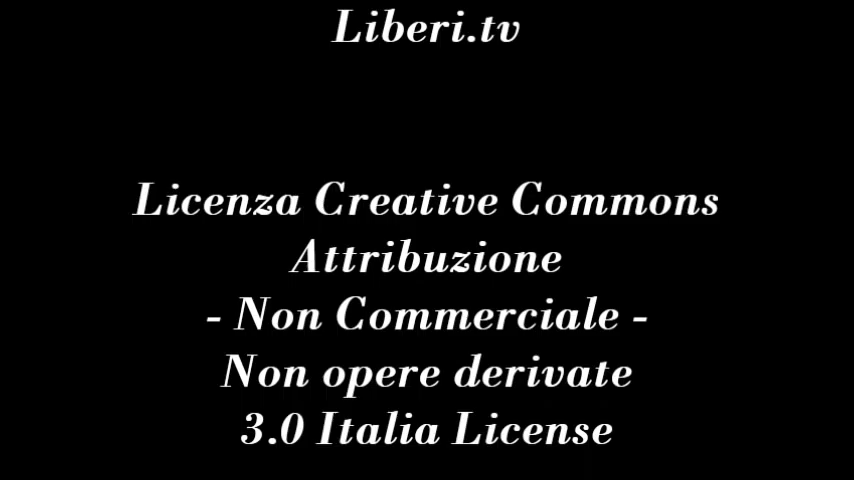 Liberi.tv
Licenza Creative Commons
Attribuzione
- Non Commerciale -
Non opere derivate
3.0 Italia License